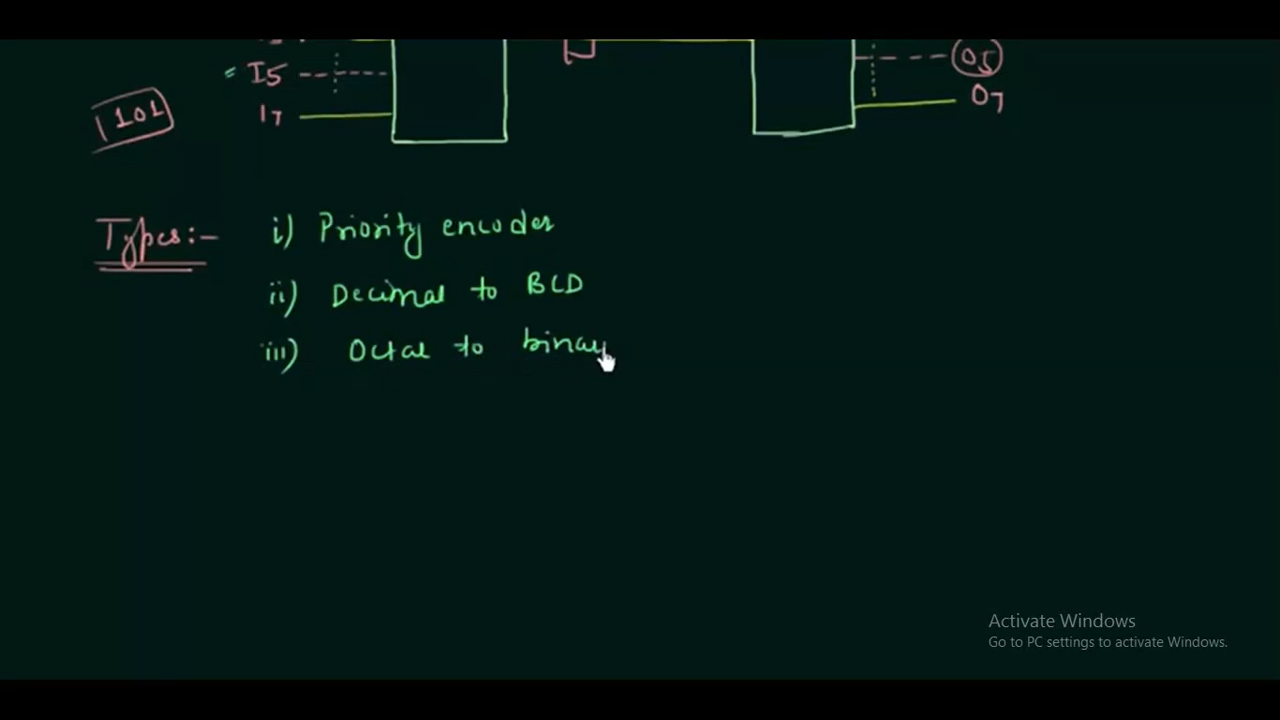 I5
O5
I7
O7
101
Types:-
i) Priority encoder
ii) Decimal to BCD
iii) Octal to binary
Activate Windows
Go to PC settings to activate Windows.